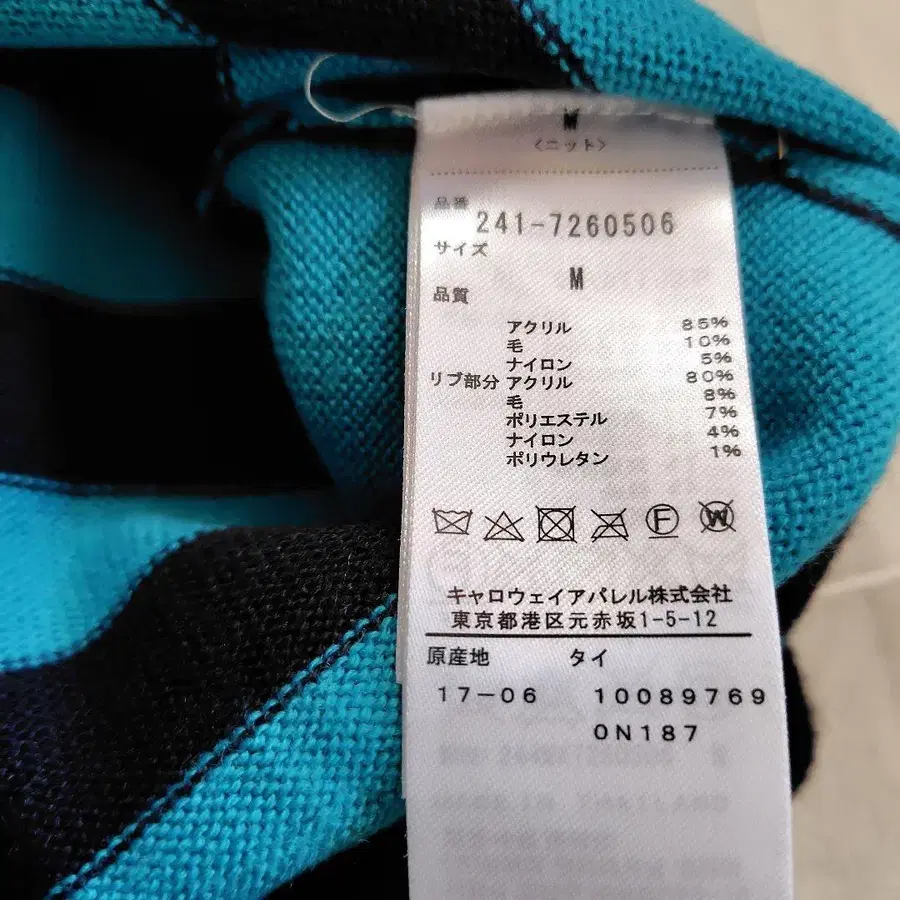 M
〈ニット〉
品番 241-7260506
サイズ
M
品質
アクリル 85%
毛 10%
ナイロン 5%
リブ部分 アクリル 80%
毛 8%
ポリエステル 7%
ナイロン 4%
ポリウレタン 1%
F W
キャロウェイアパレル株式会社
東京都港区元赤坂1-5-12
原産地 タイ
17-06 10089769
0N187